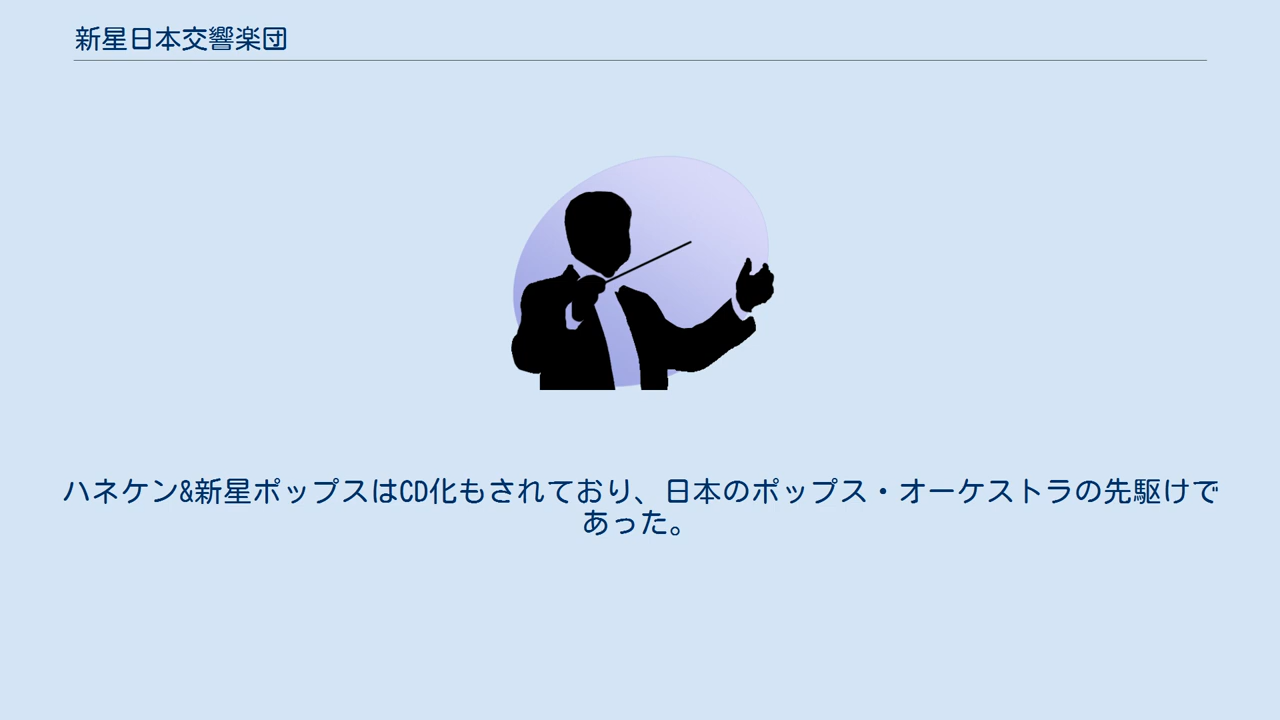 新星日本交響楽団
ハネケン&新星ポップスはCD化もされており、日本のポップス・オーケストラの先駆けで
あった。